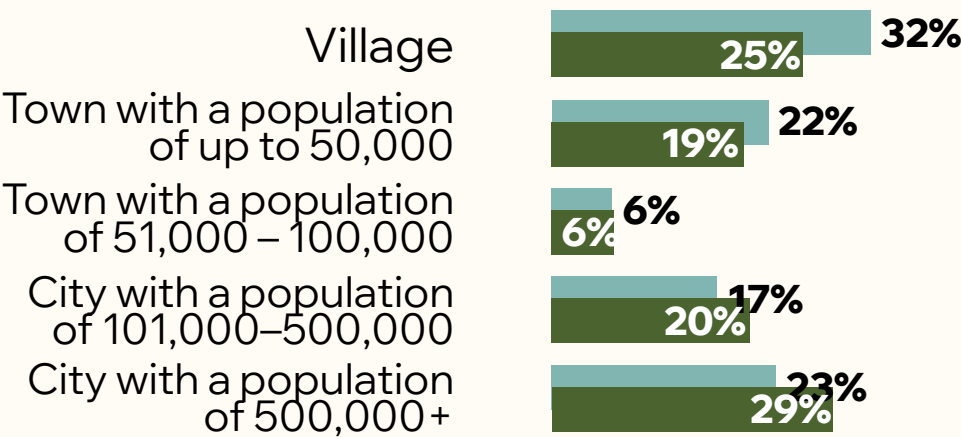 Village
32%
25%
Town with a population
of up to 50,000
22%
19%
Town with a population
of 51,000 – 100,000
6%
6%
City with a population
of 101,000–500,000
17%
20%
City with a population
of 500,000+
23%
29%